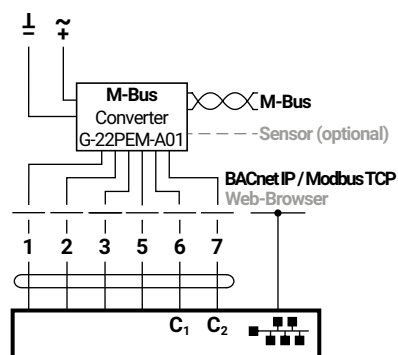 ⊥ ~
– +
M-Bus
Converter
G-22PEM-A01
M-Bus
Sensor (optional)
BACnet IP / Modbus TCP
Web-Browser
1 2 3 5 6 7
C₁ C₂